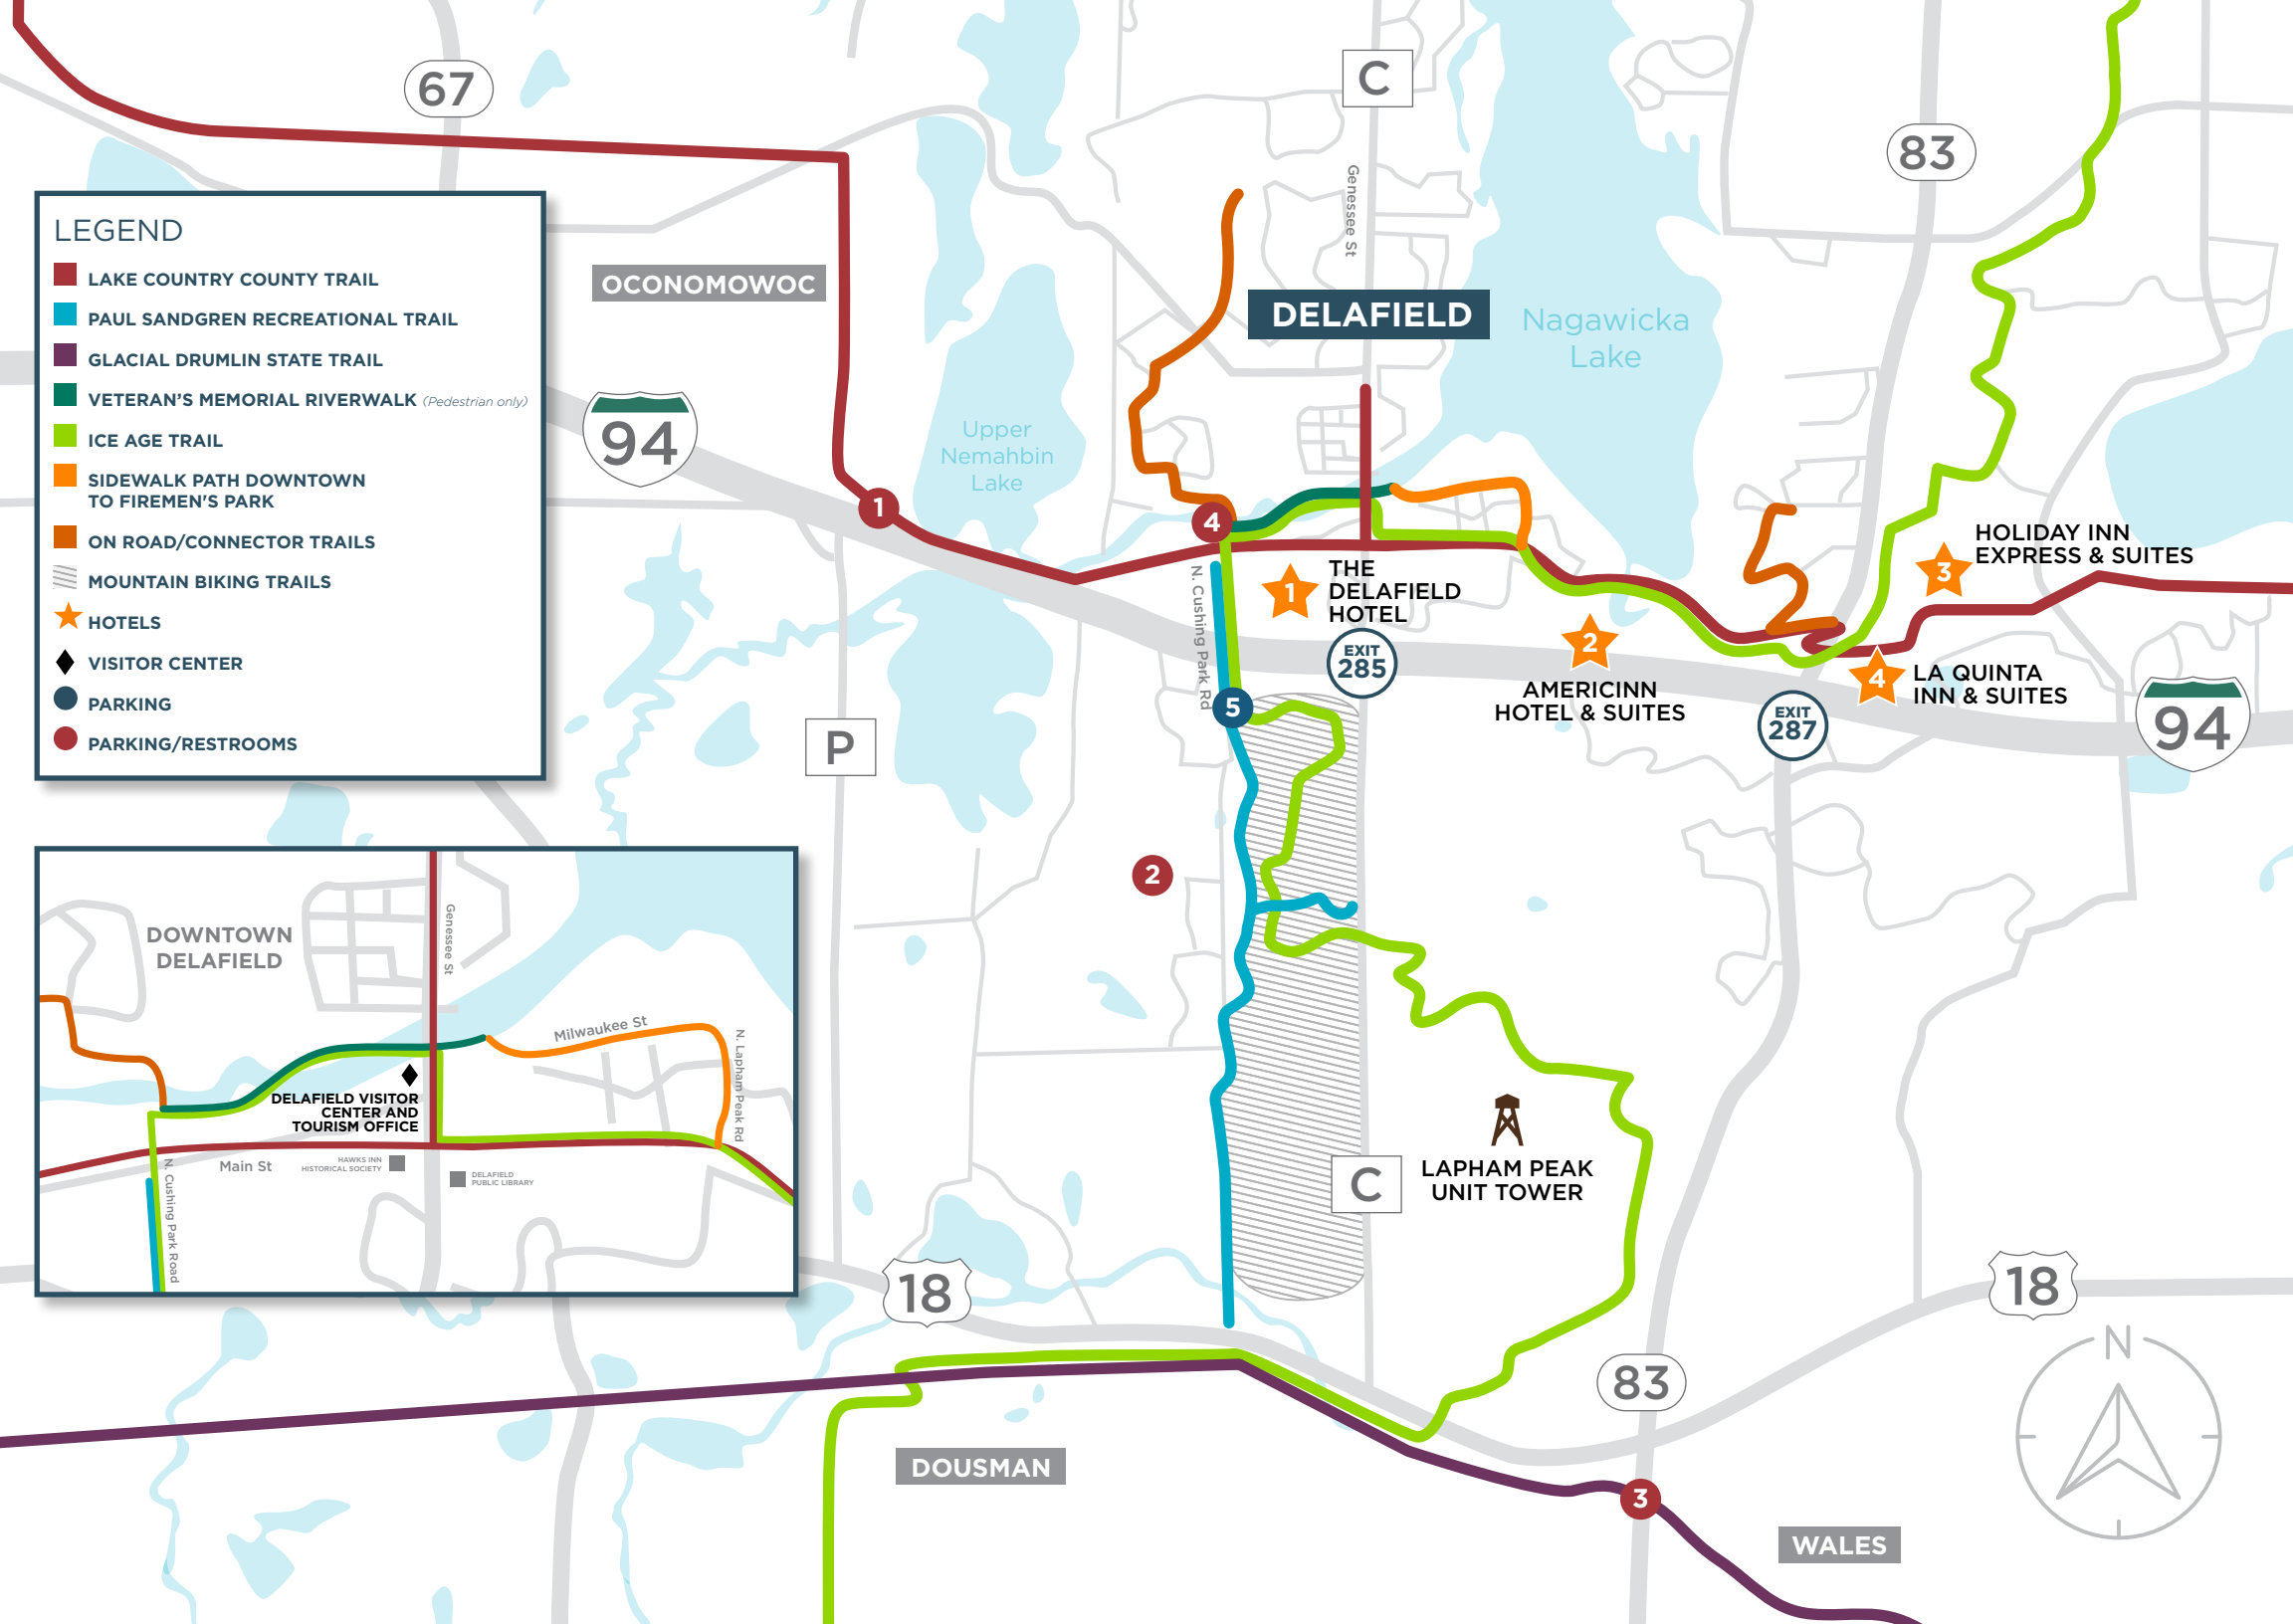 67
C
83
Genessee St
LEGEND
LAKE COUNTRY COUNTY TRAIL
PAUL SANDGREN RECREATIONAL TRAIL
GLACIAL DRUMLIN STATE TRAIL
VETERAN'S MEMORIAL RIVERWALK (Pedestrian only)
ICE AGE TRAIL
SIDEWALK PATH DOWNTOWN
TO FIREMEN'S PARK
ON ROAD/CONNECTOR TRAILS
MOUNTAIN BIKING TRAILS
HOTELS
VISITOR CENTER
PARKING
PARKING/RESTROOMS
OCONOMOWOC
DELAFIELD
Nagawicka
Lake
94
Upper
Nemahbin
Lake
1
4
N. Cushing Park Rd
1
THE
DELAFIELD
HOTEL
EXIT
285
2
AMERICINN
HOTEL & SUITES
3
HOLIDAY INN
EXPRESS & SUITES
4
LA QUINTA
INN & SUITES
EXIT
287
94
5
P
2
DOWNTOWN
DELAFIELD
Genessee St
Milwaukee St
N. Lapham Peak Rd
DELAFIELD VISITOR
CENTER AND
TOURISM OFFICE
Main St
HAWKS INN
HISTORICAL SOCIETY
DELAFIELD
PUBLIC LIBRARY
N. Cushing Park Road
C
LAPHAM PEAK
UNIT TOWER
18
18
N
83
DOUSMAN
3
WALES